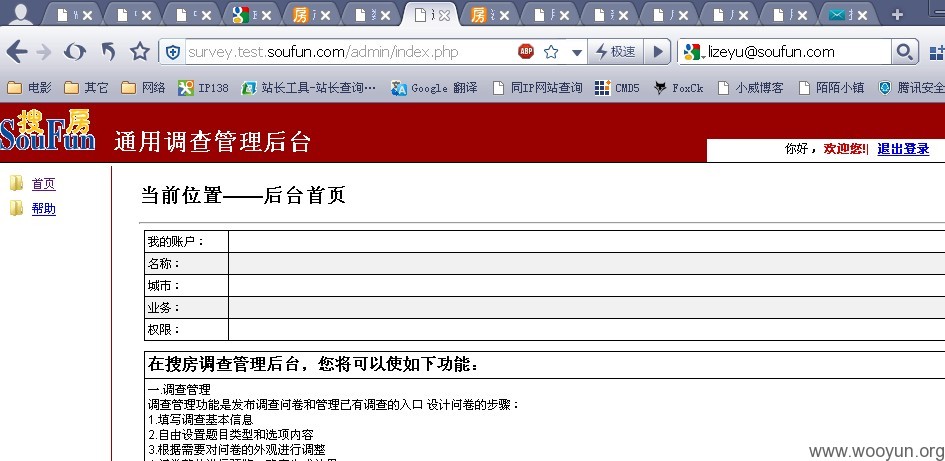 survey.test.soufun.com/admin/index.php
ABP
极速
.lizeyu@soufun.com
电影 其它 网络 IP138 站长工具-站长查询… Google 翻译 同IP网站查询 CMD5 FoxCk 小威博客 陌陌小镇 腾讯安全
搜房
SouFun
通用调查管理后台
你好，欢迎您!| 退出登录
首页
帮助
当前位置——后台首页
我的账户：
名称：
城市：
业务：
权限：
在搜房调查管理后台，您将可以使如下功能：
一.调查管理
调查管理功能是发布调查问卷和管理已有调查的入口 设计问卷的步骤：
1.填写调查基本信息
2.自由设置题目类型和选项内容
3.根据需要对问卷的外观进行调整
www.wooyun.org